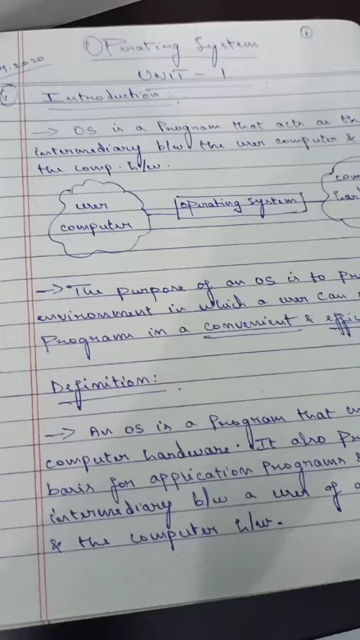 Operating System
1
2020
UNIT - 1
Introduction:
→ OS is a Program that acts as
intermediary b/w the user computer &
the comp. h/w.
user
computer
operating system
→ The purpose of an OS is to
environment in which a user can
Program in a convenient &
Definition:
→ An OS is a Program that
computer hardware. It also
basis for application programs &
intermediary b/w a user of
& the computer h/w.